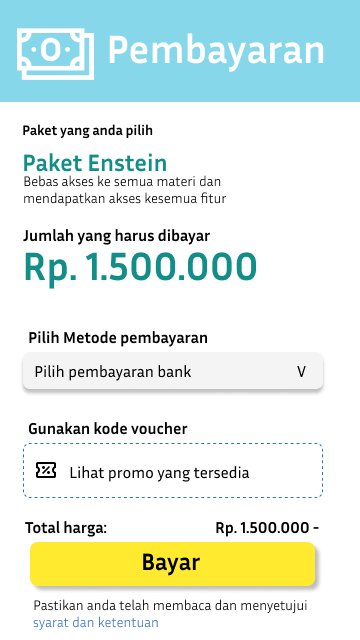 Pembayaran
Paket yang anda pilih
Paket Enstein
Bebas akses ke semua materi dan
mendapatkan akses kesemua fitur
Jumlah yang harus dibayar
Rp. 1.500.000
Pilih Metode pembayaran
Pilih pembayaran bank V
Gunakan kode voucher
Lihat promo yang tersedia
Total harga: Rp. 1.500.000 -
Bayar
Pastikan anda telah membaca dan menyetujui
syarat dan ketentuan